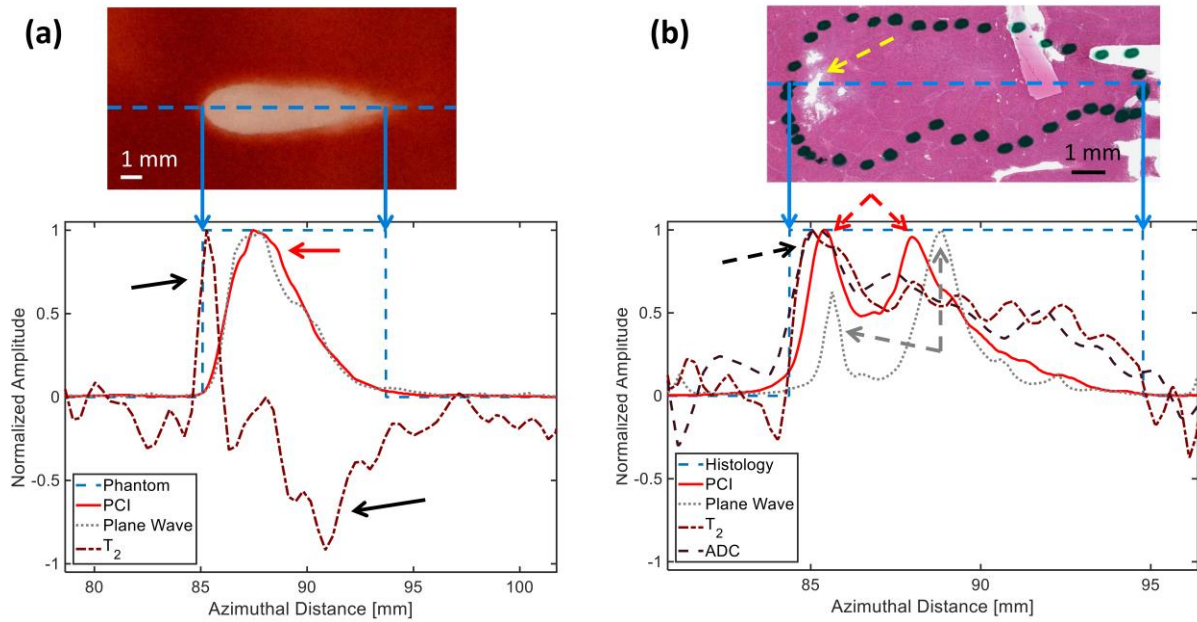 (a)
1 mm
Normalized Amplitude
1
0.5
0
-0.5
-1
Phantom
PCI
Plane Wave
T2
80
85
90
95
100
Azimuthal Distance [mm]
(b)
1 mm
Normalized Amplitude
1
0.5
0
-0.5
-1
Histology
PCI
Plane Wave
T2
ADC
85
90
95
Azimuthal Distance [mm]